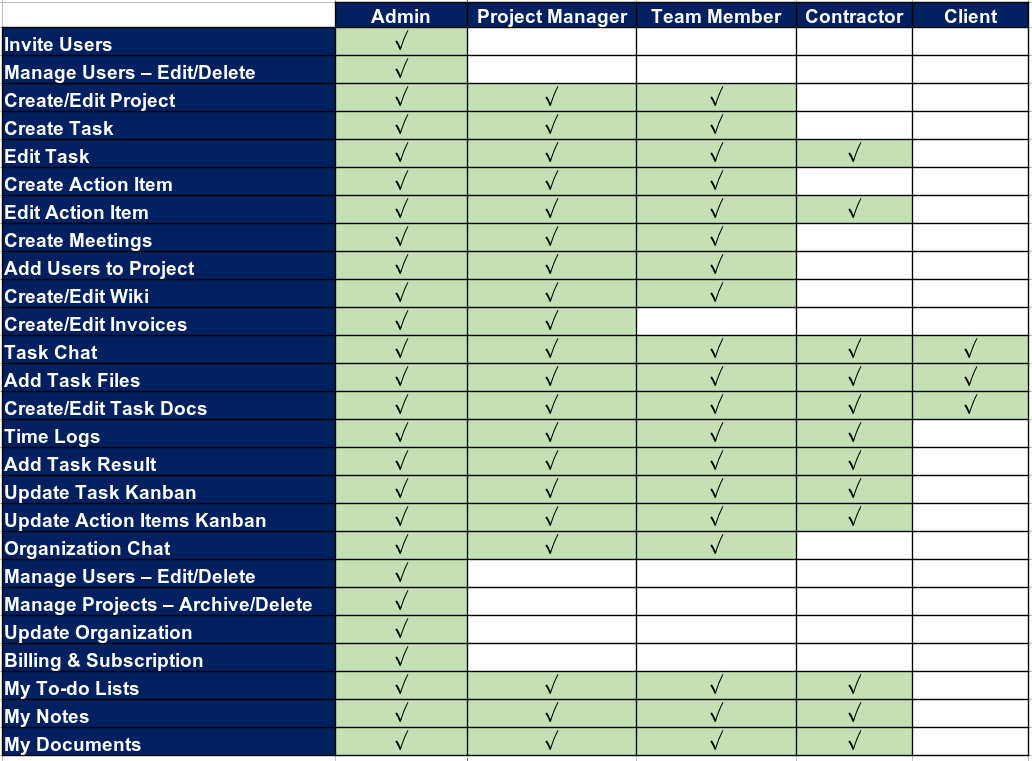 Admin Project Manager Team Member Contractor Client
Invite Users √
Manage Users – Edit/Delete √
Create/Edit Project √ √ √
Create Task √ √ √
Edit Task √ √ √ √
Create Action Item √ √ √
Edit Action Item √ √ √ √
Create Meetings √ √ √
Add Users to Project √ √ √
Create/Edit Wiki √ √ √
Create/Edit Invoices √ √
Task Chat √ √ √ √ √
Add Task Files √ √ √ √ √
Create/Edit Task Docs √ √ √ √ √
Time Logs √ √ √ √
Add Task Result √ √ √ √
Update Task Kanban √ √ √ √
Update Action Items Kanban √ √ √ √
Organization Chat √ √ √
Manage Users – Edit/Delete √
Manage Projects – Archive/Delete √
Update Organization √
Billing & Subscription √
My To-do Lists √ √ √ √
My Notes √ √ √ √
My Documents √ √ √ √